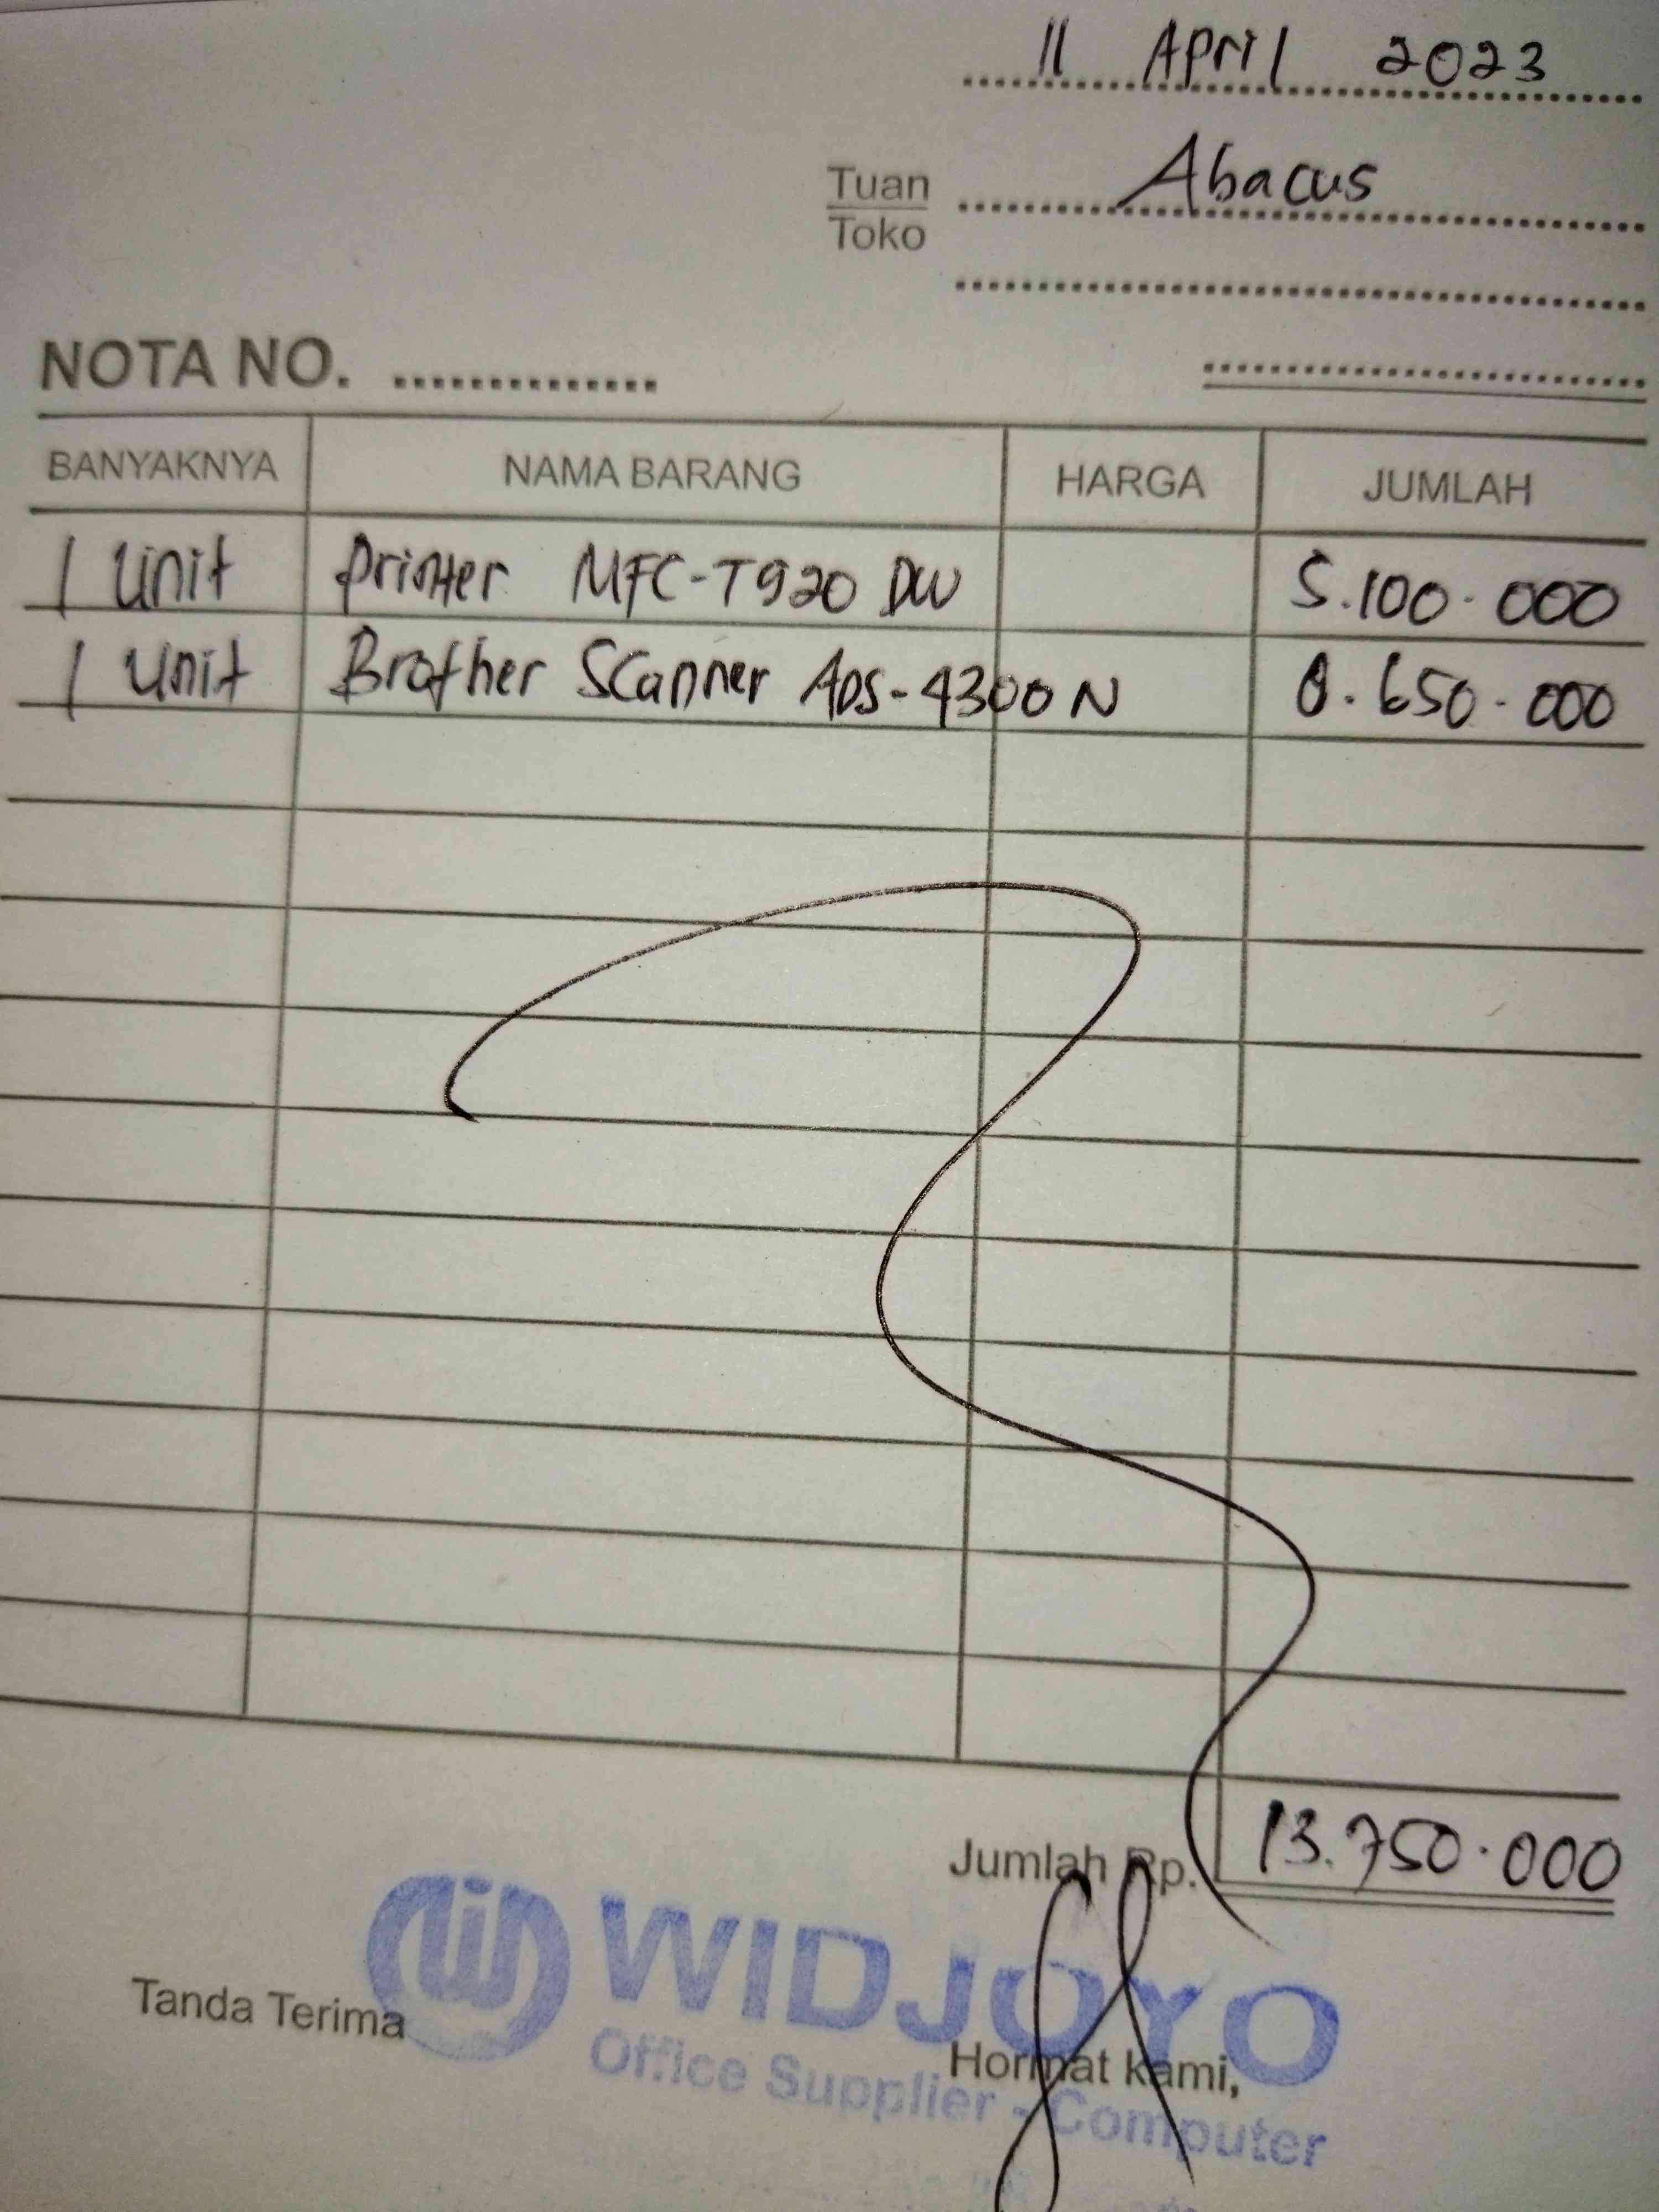 11 April 2023
Tuan Abacus
Toko
NOTA NO.
BANYAKNYA NAMA BARANG HARGA JUMLAH
1 Unit Printer MFC-T920 DW 5.100.000
1 Unit Brother Scanner ADS-4300N 8.650.000
Jumlah Rp. 13.750.000
WIDJOYO
Tanda Terima
Hormat kami,
Office Supplier - Computer